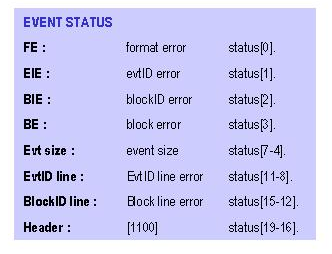 EVENT STATUS
FE : format error status[0].
EIE : evtID error status[1].
BIE : blockID error status[2].
BE : block error status[3].
Evt size : event size status[7-4].
EvtID line : EvtID line error status[11-8].
BlockID line : Block line error status[15-12].
Header : [1100] status[19-16].